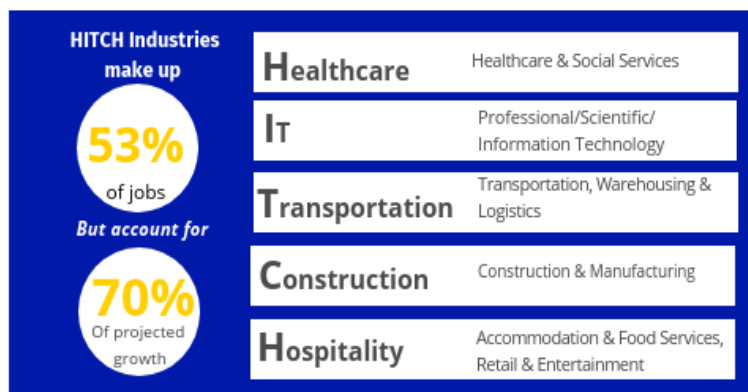 HITCH Industries
make up
53%
of jobs
But account for
70%
Of projected
growth
Healthcare
Healthcare & Social Services
IT
Professional/Scientific/
Information Technology
Transportation
Transportation, Warehousing &
Logistics
Construction
Construction & Manufacturing
Hospitality
Accommodation & Food Services,
Retail & Entertainment